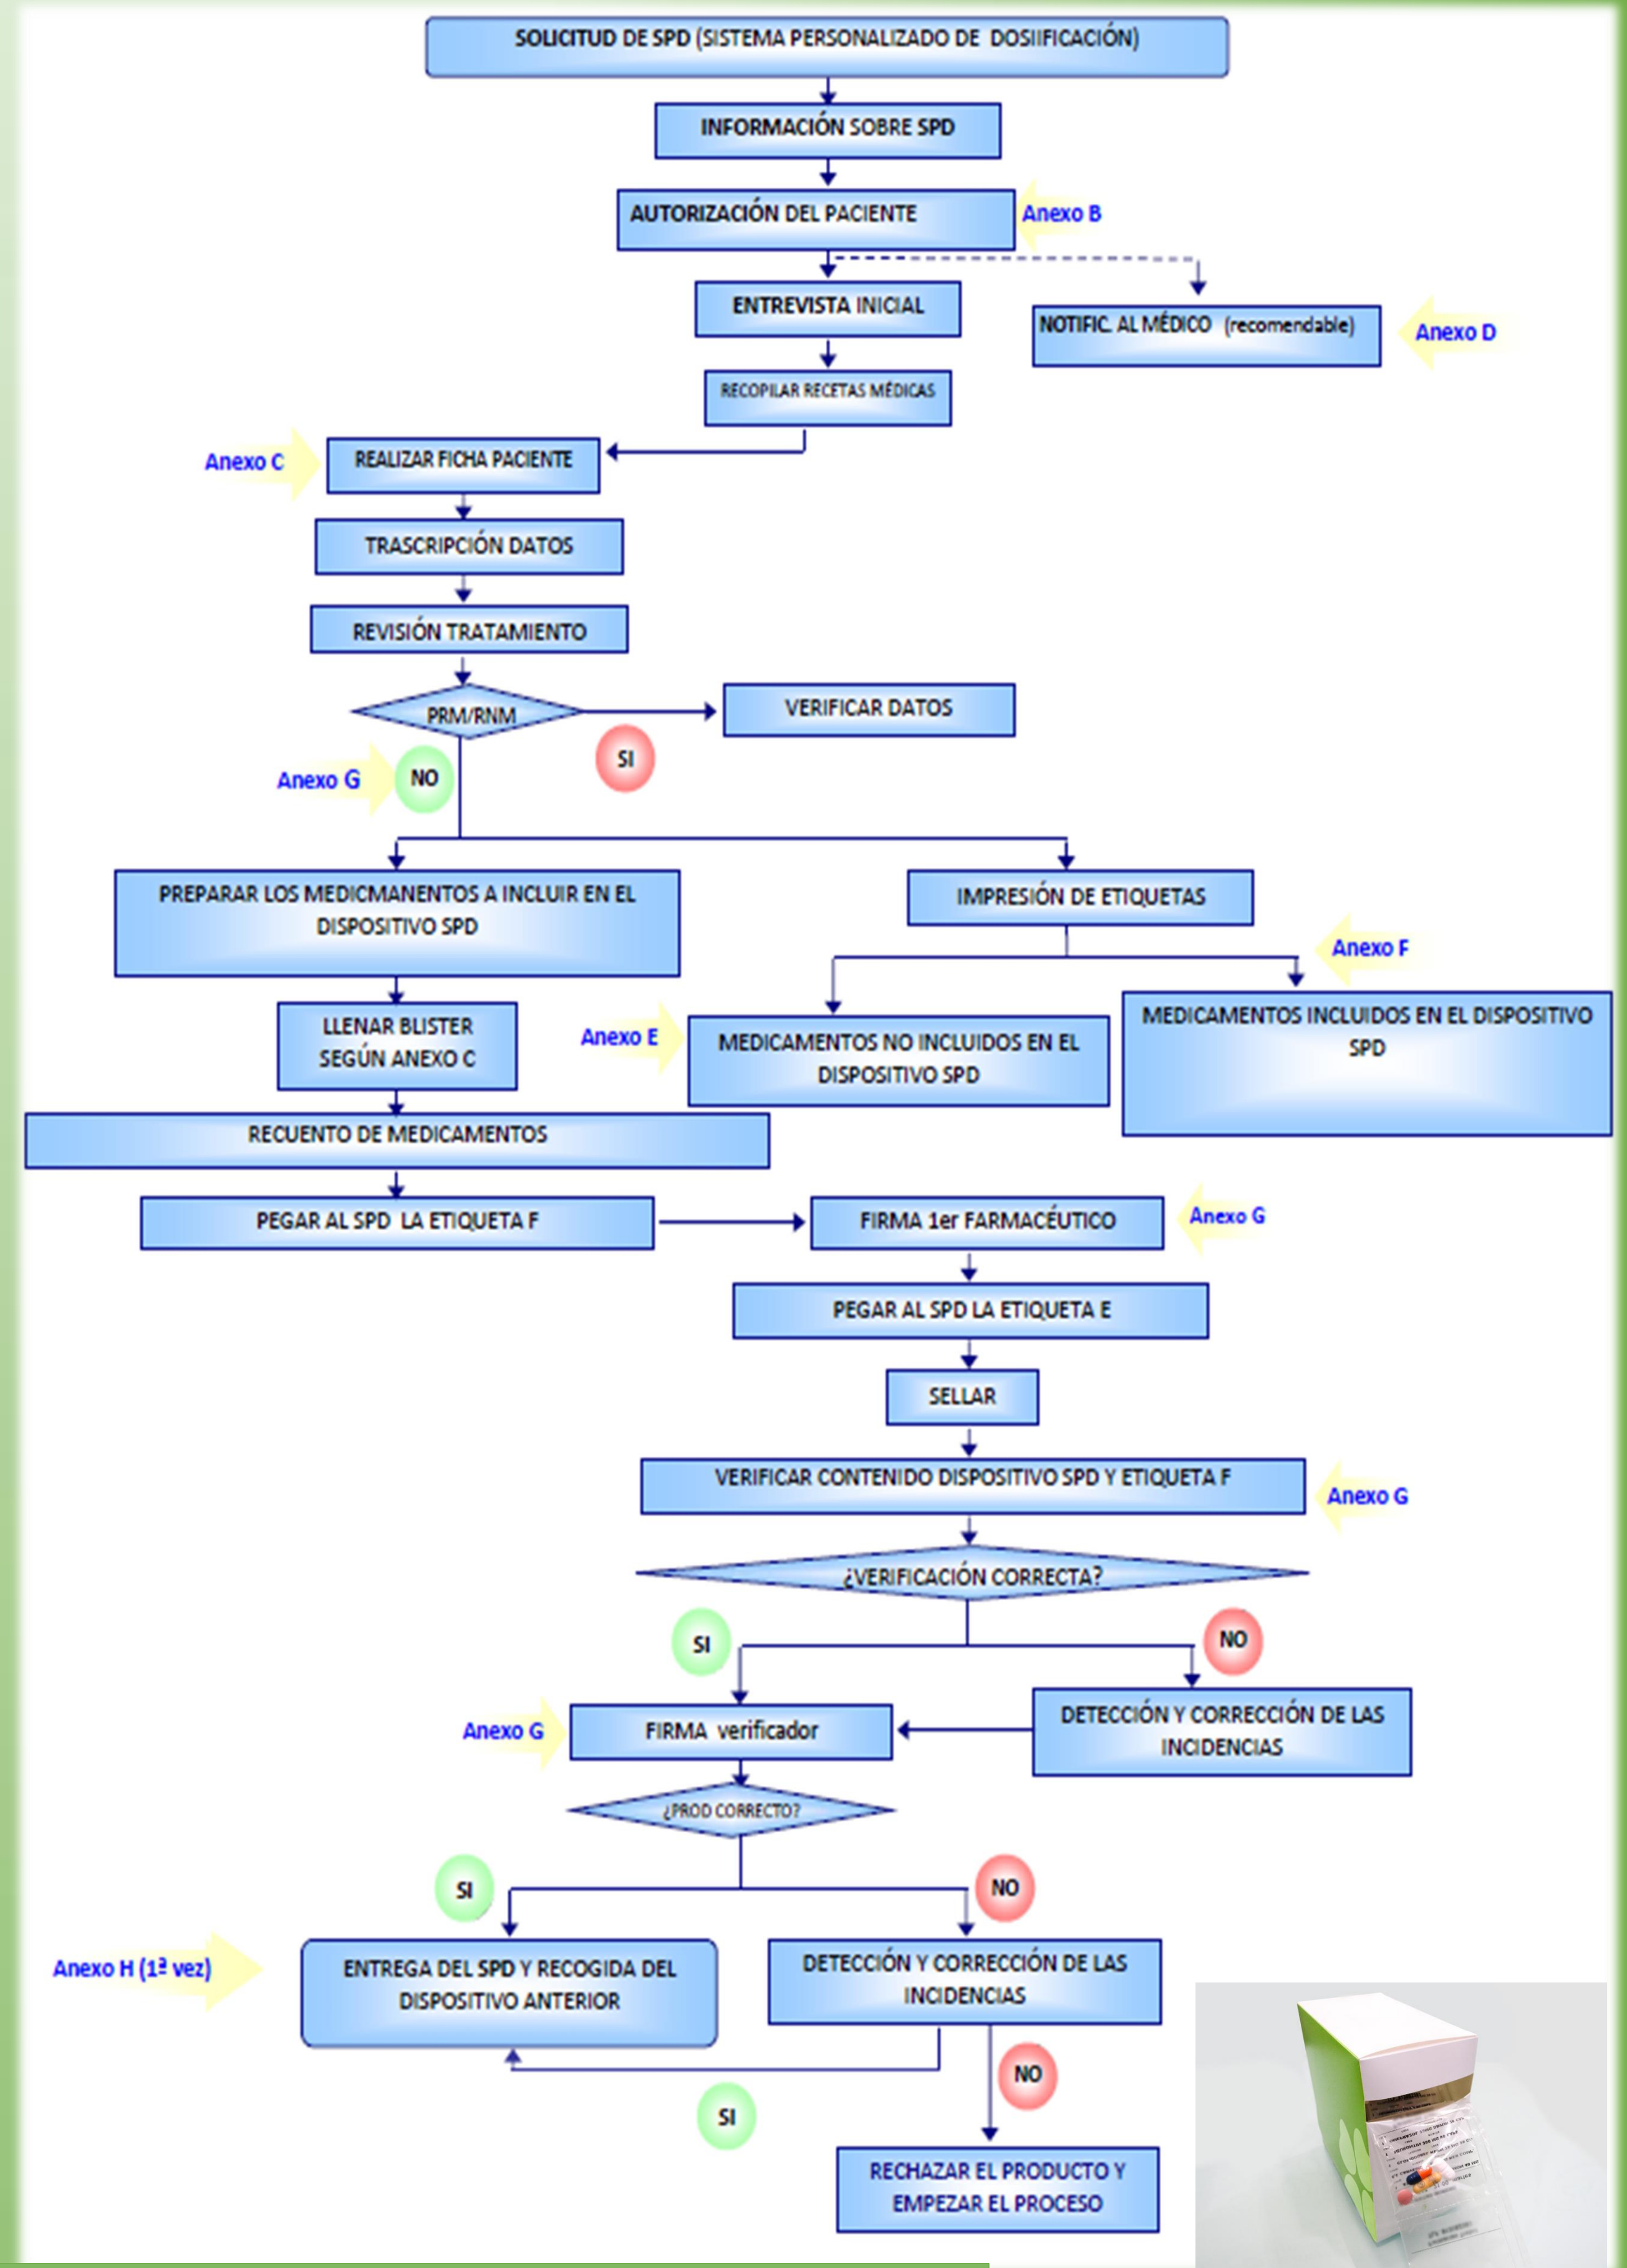 SOLICITUD DE SPD (SISTEMA PERSONALIZADO DE DOSIIFICACIÓN)
INFORMACIÓN SOBRE SPD
AUTORIZACIÓN DEL PACIENTE
Anexo B
ENTREVISTA INICIAL
NOTIFIC. AL MÉDICO (recomendable)
Anexo D
RECOPILAR RECETAS MÉDICAS
Anexo C
REALIZAR FICHA PACIENTE
TRASCRIPCIÓN DATOS
REVISIÓN TRATAMIENTO
PRM/RNM
VERIFICAR DATOS
SI
Anexo G
NO
PREPARAR LOS MEDICMANENTOS A INCLUIR EN EL
DISPOSITIVO SPD
IMPRESIÓN DE ETIQUETAS
Anexo F
LLENAR BLISTER
SEGÚN ANEXO C
Anexo E
MEDICAMENTOS NO INCLUIDOS EN EL
DISPOSITIVO SPD
MEDICAMENTOS INCLUIDOS EN EL DISPOSITIVO
SPD
RECUENTO DE MEDICAMENTOS
PEGAR AL SPD LA ETIQUETA F
FIRMA 1er FARMACÉUTICO
Anexo G
PEGAR AL SPD LA ETIQUETA E
SELLAR
VERIFICAR CONTENIDO DISPOSITIVO SPD Y ETIQUETA F
Anexo G
¿VERIFICACIÓN CORRECTA?
SI
NO
Anexo G
FIRMA verificador
DETECCIÓN Y CORRECCIÓN DE LAS
INCIDENCIAS
¿PROD CORRECTO?
SI
NO
Anexo H (1ª vez)
ENTREGA DEL SPD Y RECOGIDA DEL
DISPOSITIVO ANTERIOR
DETECCIÓN Y CORRECCIÓN DE LAS
INCIDENCIAS
NO
SI
RECHAZAR EL PRODUCTO Y
EMPEZAR EL PROCESO